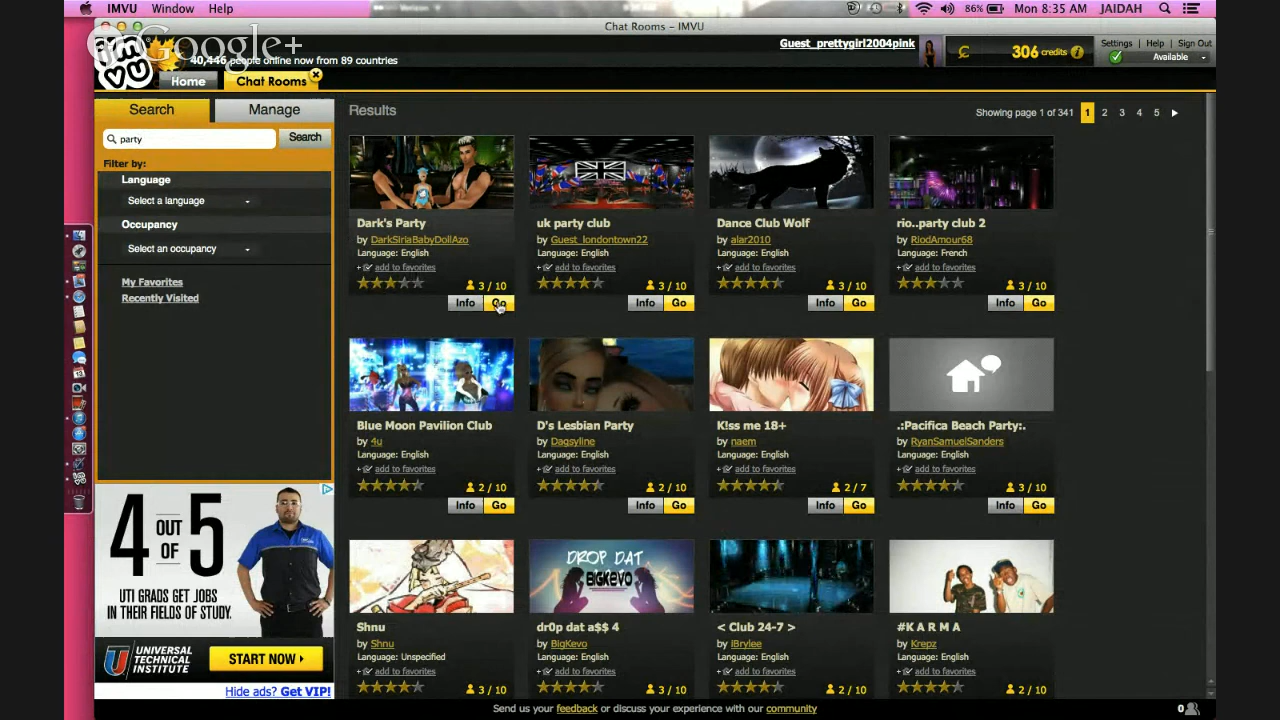 IMVU Window Help
86% Mon 8:35 AM JAIDAH
Chat Rooms – IMVU
Google+
imvu
40,446 people online now from 89 countries
Guest_prettygirl2004pink
306 credits
Settings | Help | Sign Out
Available
Home
Chat Rooms
Search
Manage
party
Search
Filter by:
Language
Select a language
Occupancy
Select an occupancy
My Favorites
Recently Visited
Results
Showing page 1 of 341 1 2 3 4 5
Dark's Party
by DarkSiriaBabyDollAzo
Language: English
+ add to favorites
3 / 10
Info Go
uk party club
by Guest_londontown22
Language: English
+ add to favorites
3 / 10
Info Go
Dance Club Wolf
by alar2010
Language: English
+ add to favorites
3 / 10
Info Go
rio..party club 2
by RiodAmour68
Language: French
+ add to favorites
3 / 10
Info Go
Blue Moon Pavilion Club
by 4u
Language: English
+ add to favorites
2 / 10
Info Go
D's Lesbian Party
by Dagsyline
Language: English
+ add to favorites
2 / 10
Info Go
K!ss me 18+
by naem
Language: English
+ add to favorites
2 / 7
Info Go
.:Pacifica Beach Party:.
by RyanSamuelSanders
Language: English
+ add to favorites
3 / 10
Info Go
Shnu
by Shnu
Language: Unspecified
+ add to favorites
3 / 10
DROP DAT
BIGKEVO
dr0p dat a$$ 4
by BigKevo
Language: English
+ add to favorites
3 / 10
< Club 24-7 >
by iBrylee
Language: English
+ add to favorites
2 / 10
#K A R M A
by Krepz
Language: English
+ add to favorites
2 / 10
4 OUT OF 5
UTI GRADS GET JOBS
IN THEIR FIELDS OF STUDY.
UNIVERSAL
TECHNICAL
INSTITUTE
START NOW
Hide ads? Get VIP!
Send us your feedback or discuss your experience with our community
0